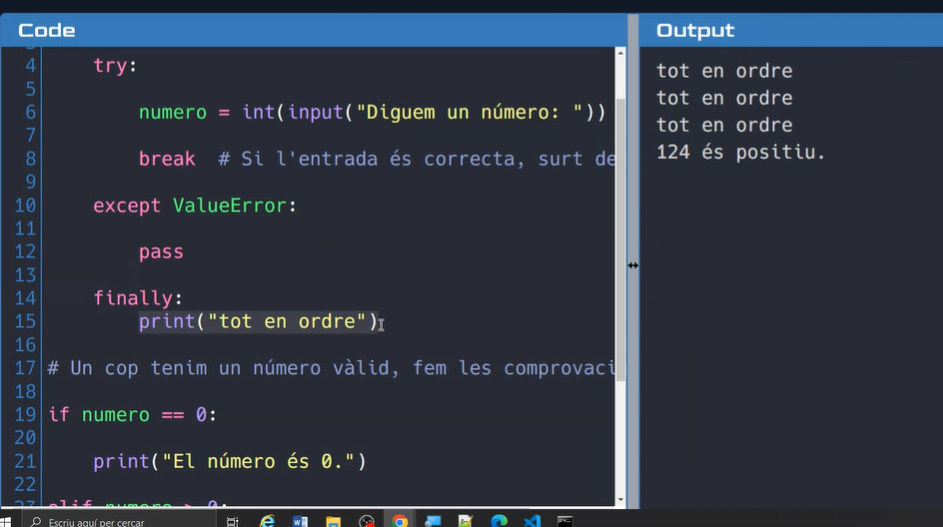 Code
4 try:
5
6 numero = int(input("Diguem un número: "))
7
8 break # Si l'entrada és correcta, surt de
9
10 except ValueError:
11
12 pass
13
14 finally:
15 print("tot en ordre")
16
17 # Un cop tenim un número vàlid, fem les comprovaci
18
19 if numero == 0:
20
21 print("El número és 0.")
22
23 elif numero > 0:
Output
tot en ordre
tot en ordre
tot en ordre
124 és positiu.
Escriu aquí per cercar